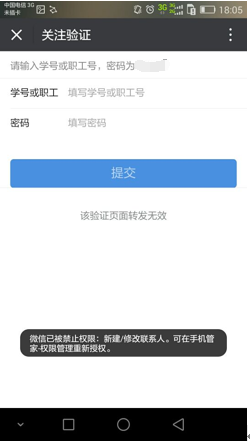 中国电信 3G
未插卡
3G
18:05
关注验证
请输入学号或职工号，密码为
学号或职工 填写学号或职工号
密码 填写密码
提交
该验证页面转发无效
微信已被禁止权限：新建/修改联系人。可在手机管
家-权限管理重新授权。